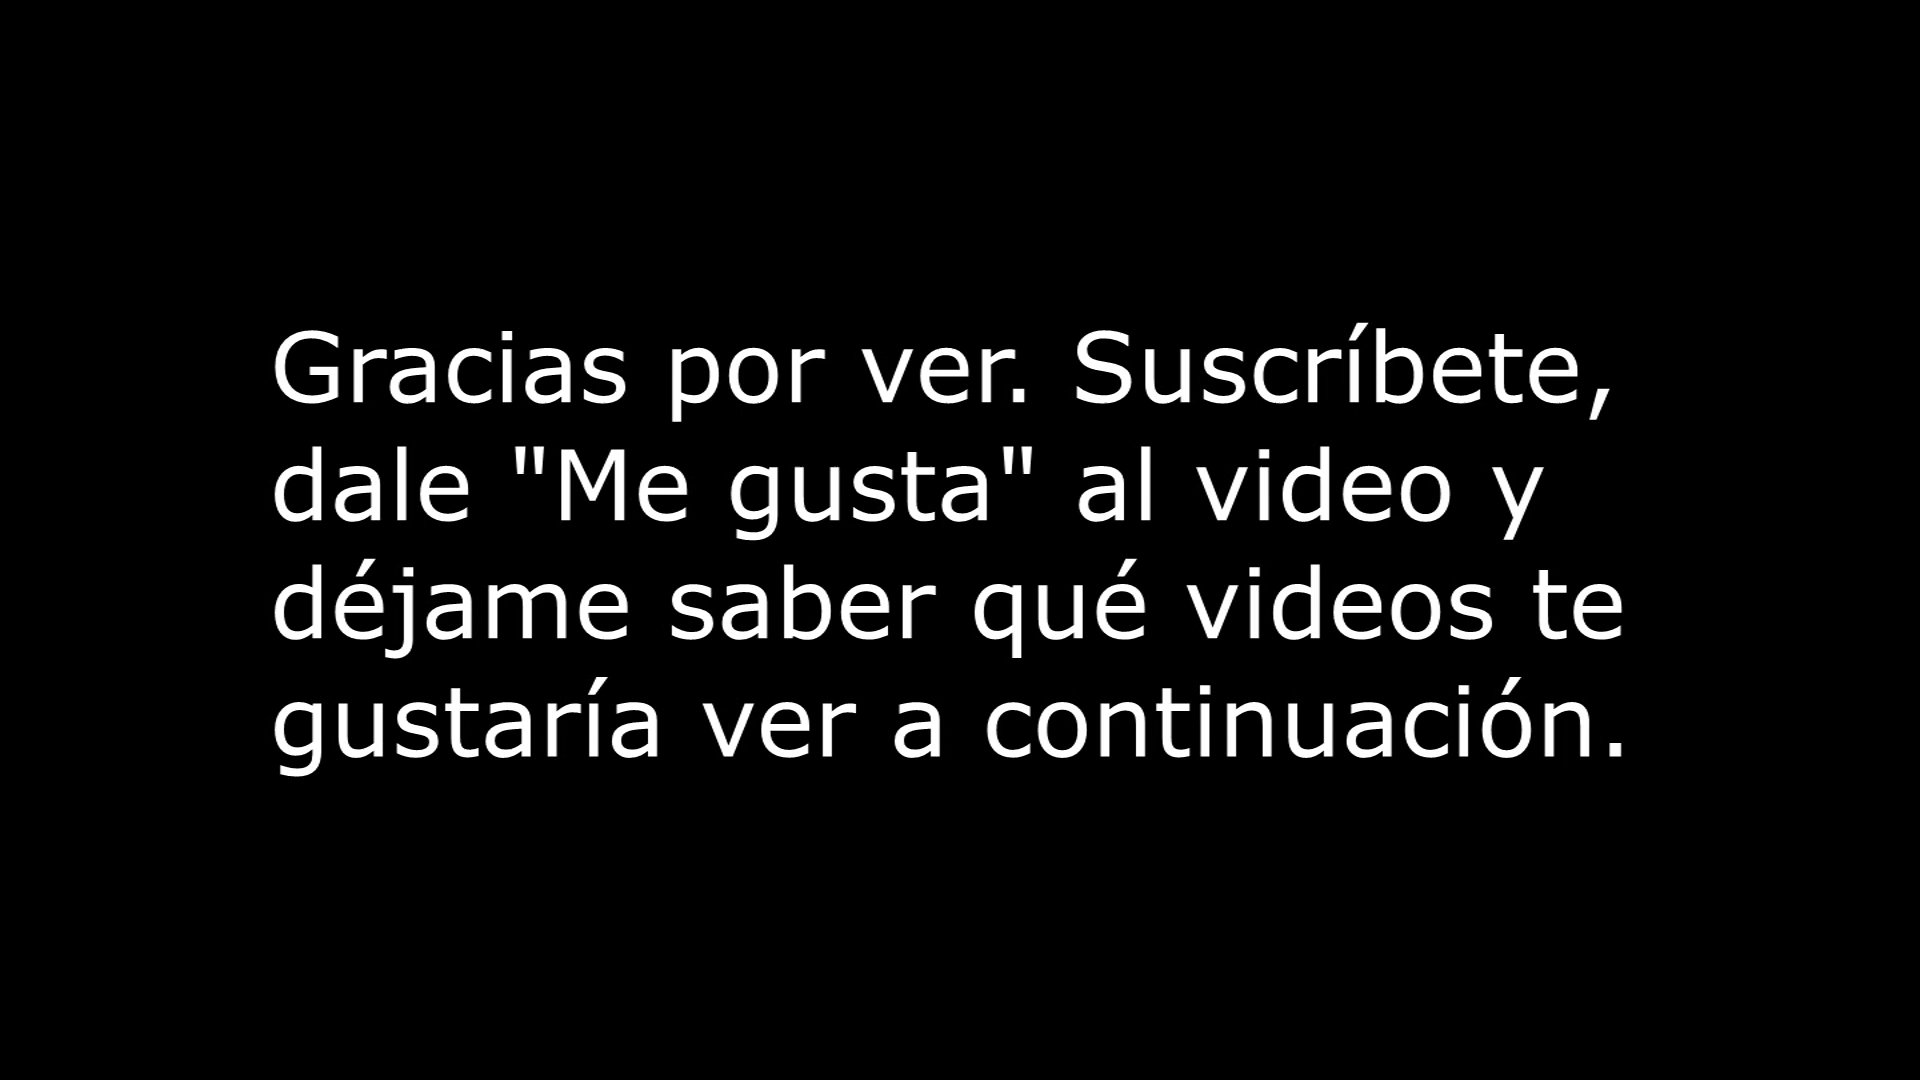 Gracias por ver. Suscríbete,
dale "Me gusta" al video y
déjame saber qué videos te
gustaría ver a continuación.